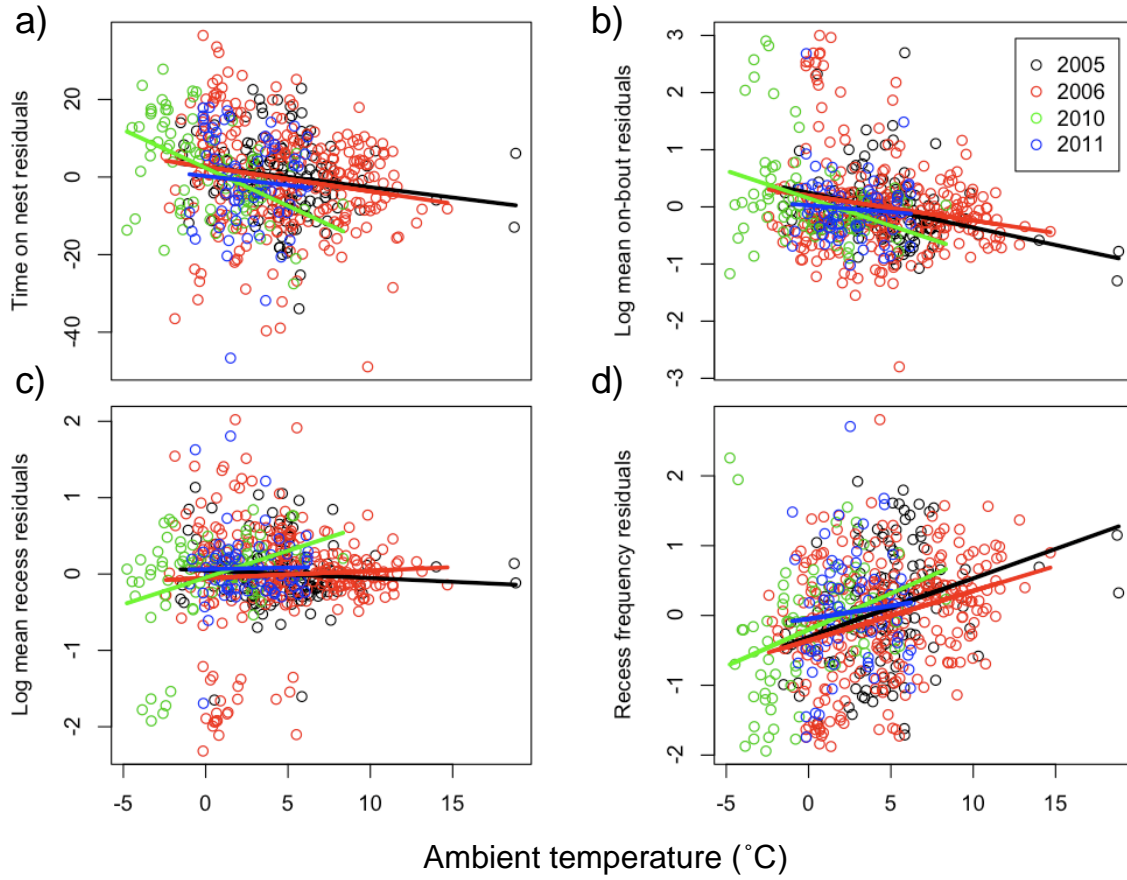 a)
Time on nest residuals
20
0
-20
-40
b)
Log mean on-bout residuals
3
2
1
0
-1
-2
-3
2005
2006
2010
2011
c)
Log mean recess residuals
2
1
0
-1
-2
-5 0 5 10 15
d)
Recess frequency residuals
2
1
0
-1
-2
-5 0 5 10 15
Ambient temperature (˚C)